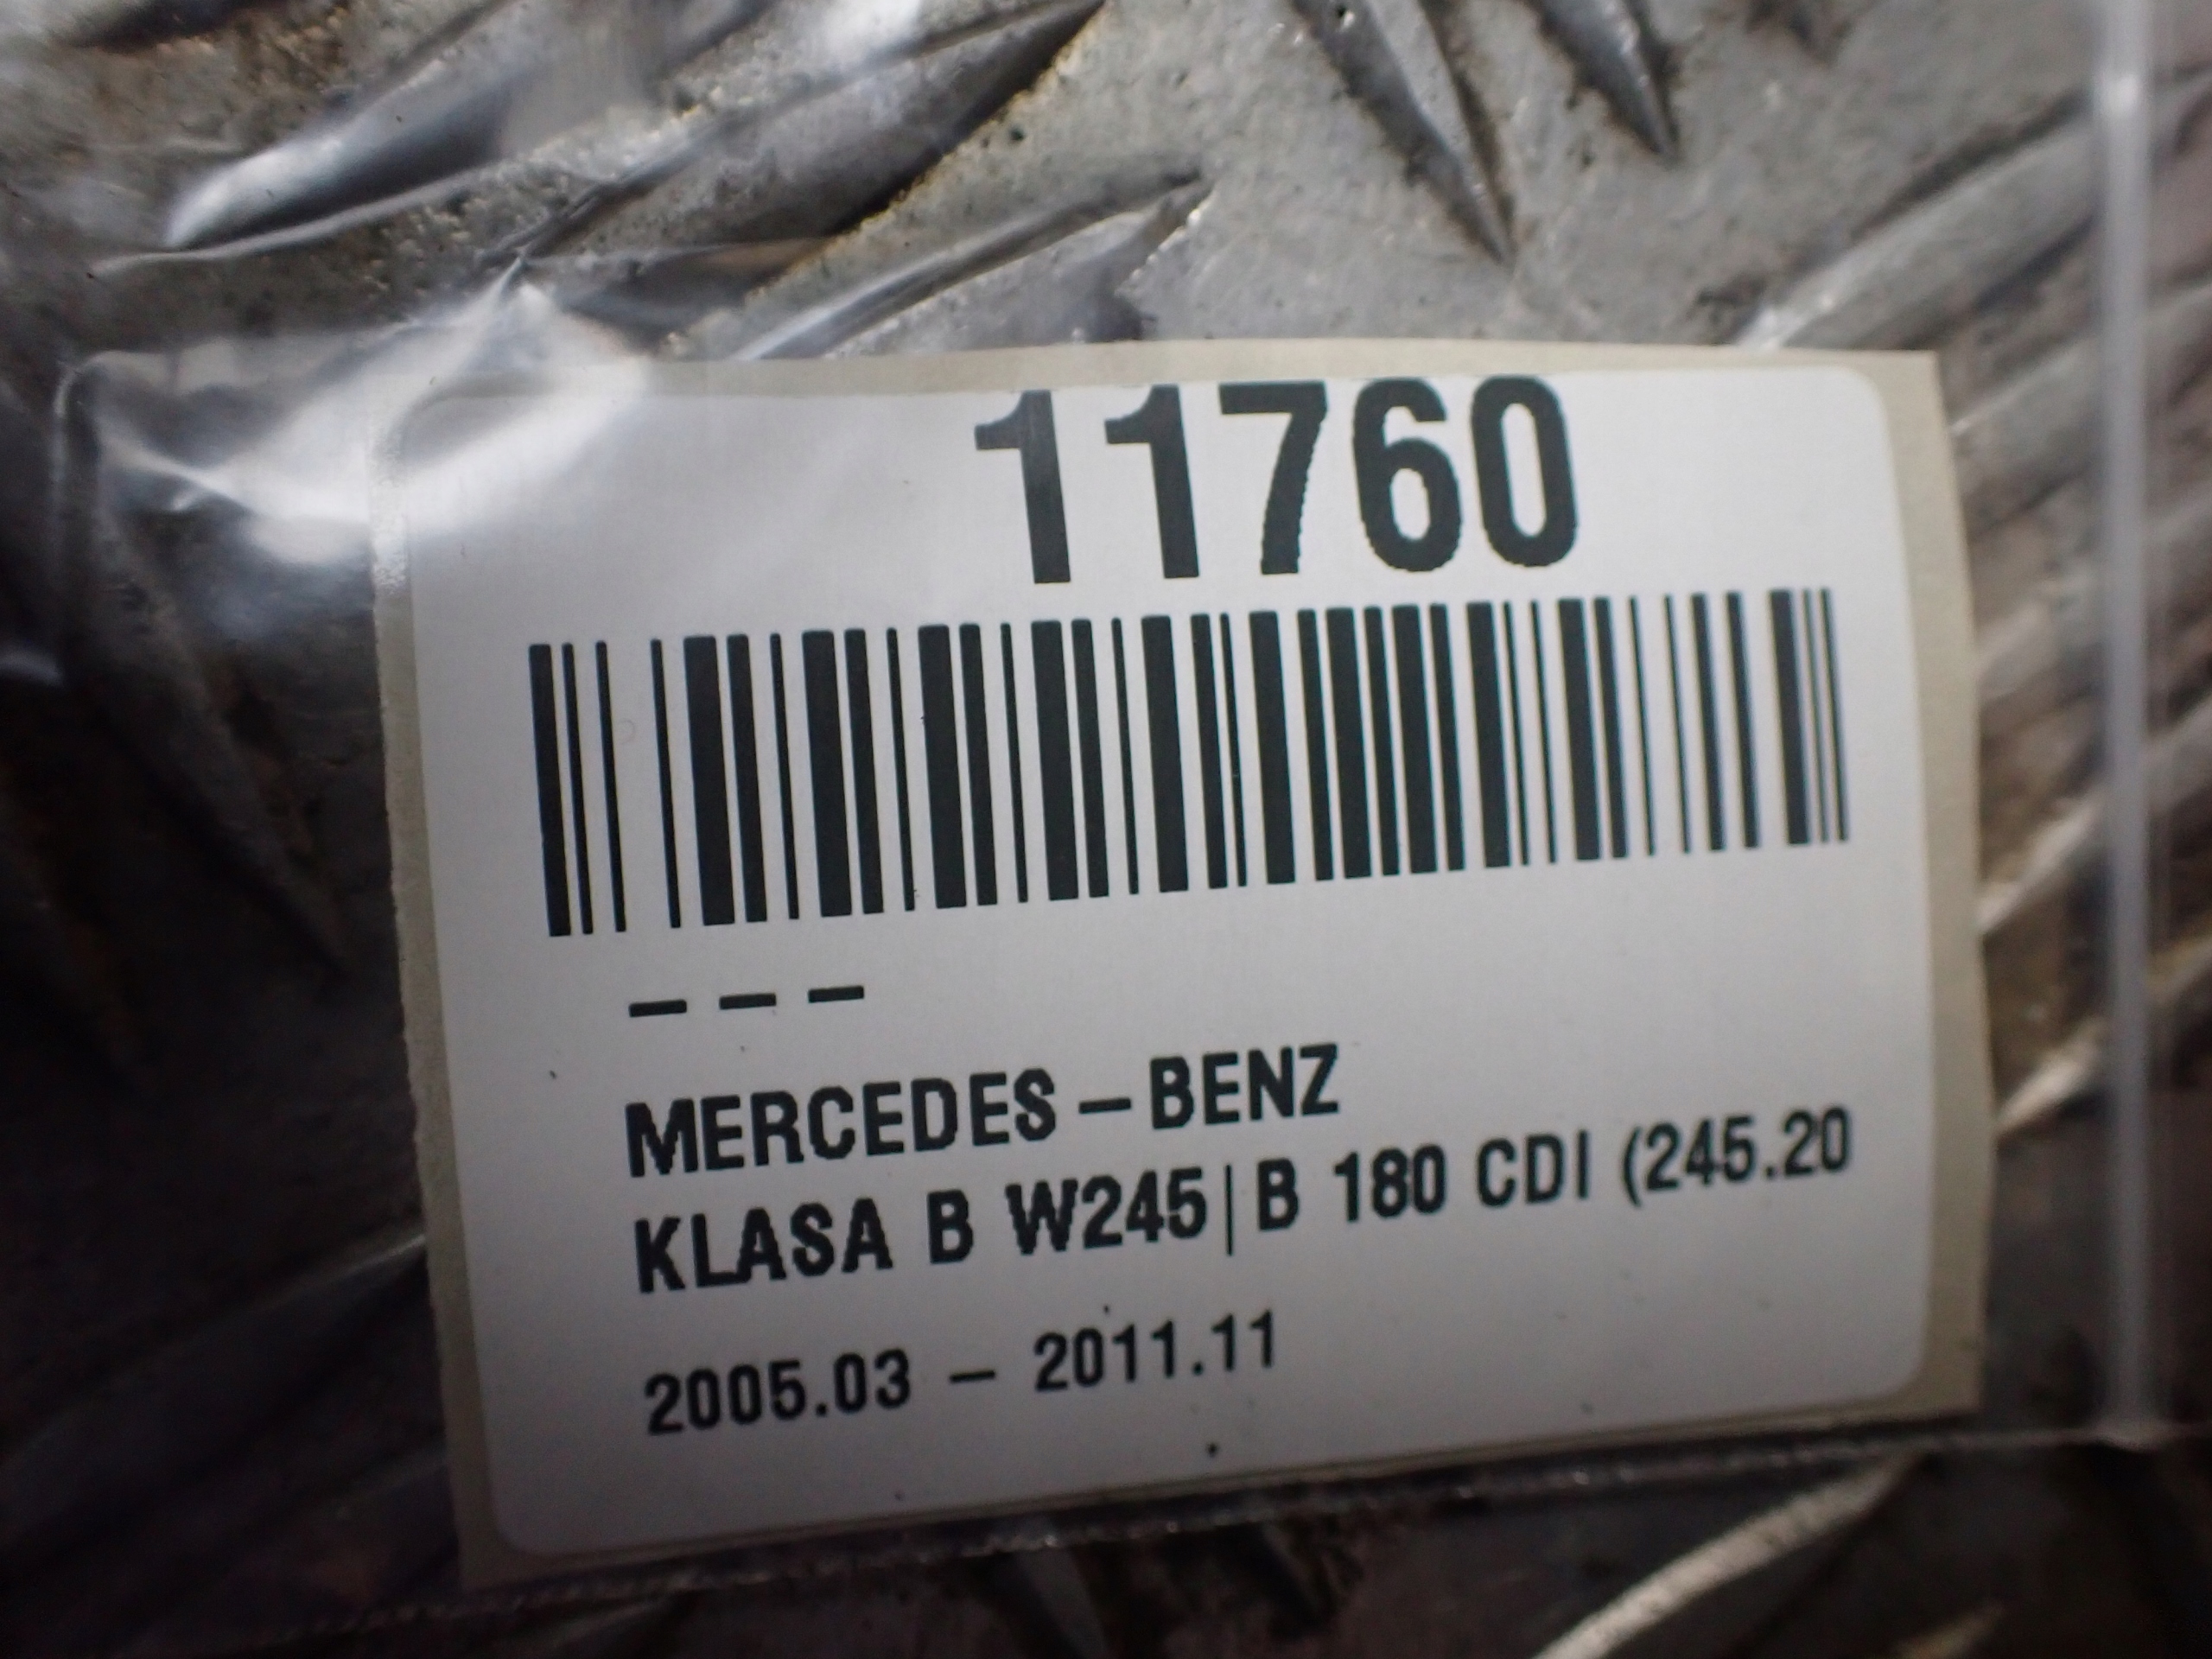 11760
– – –
MERCEDES – BENZ
KLASA B W245|B 180 CDI (245.20
2005.03 – 2011.11